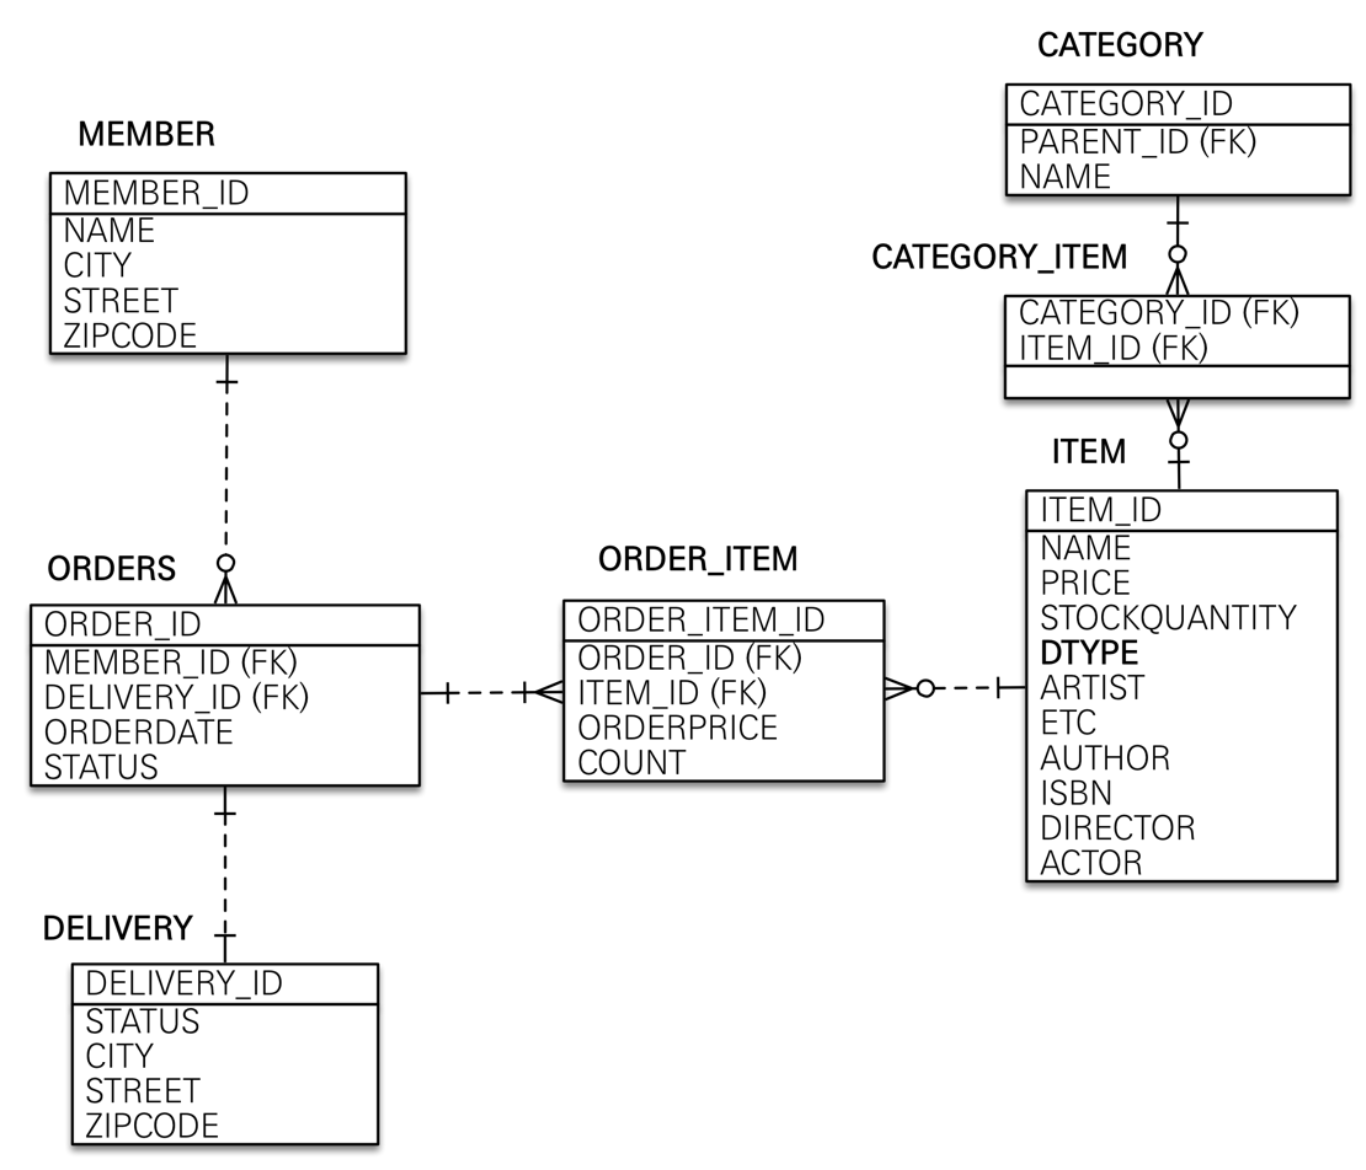 MEMBER
MEMBER_ID
NAME
CITY
STREET
ZIPCODE
ORDERS
ORDER_ID
MEMBER_ID (FK)
DELIVERY_ID (FK)
ORDERDATE
STATUS
DELIVERY
DELIVERY_ID
STATUS
CITY
STREET
ZIPCODE
ORDER_ITEM
ORDER_ITEM_ID
ORDER_ID (FK)
ITEM_ID (FK)
ORDERPRICE
COUNT
CATEGORY
CATEGORY_ID
PARENT_ID (FK)
NAME
CATEGORY_ITEM
CATEGORY_ID (FK)
ITEM_ID (FK)
ITEM
ITEM_ID
NAME
PRICE
STOCKQUANTITY
DTYPE
ARTIST
ETC
AUTHOR
ISBN
DIRECTOR
ACTOR